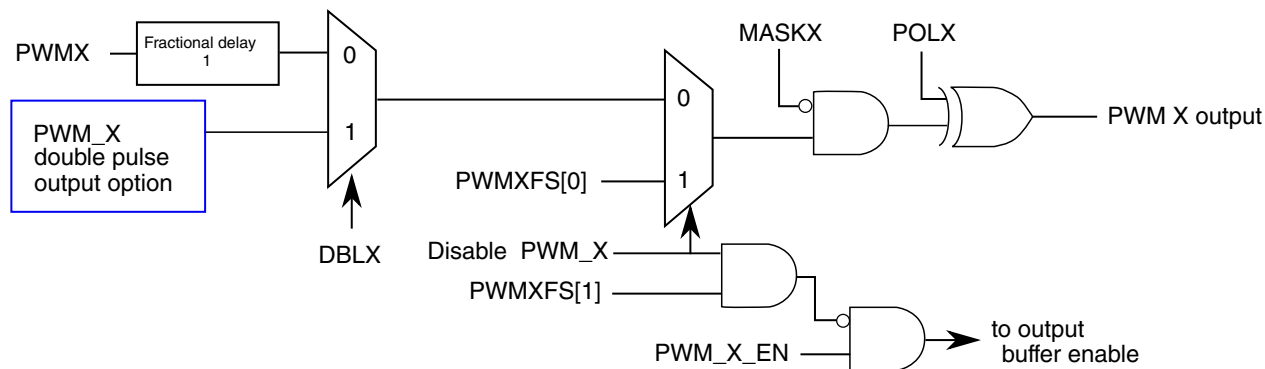 MASKX
POLX
PWMX
Fractional delay
1
0
1
0
1
PWM_X
double pulse
output option
PWM X output
PWMXFS[0]
DBLX
Disable PWM_X
PWMXFS[1]
PWM_X_EN
to output
buffer enable